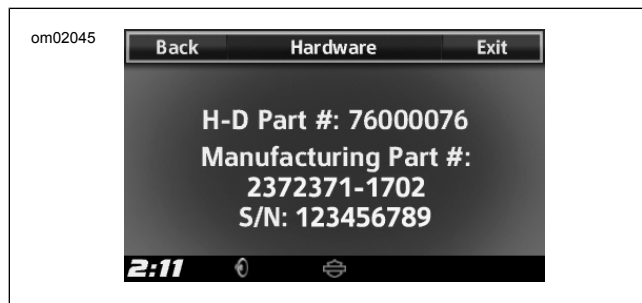 om02045
Back Hardware Exit
H-D Part #: 76000076
Manufacturing Part #:
2372371-1702
S/N: 123456789
2:11